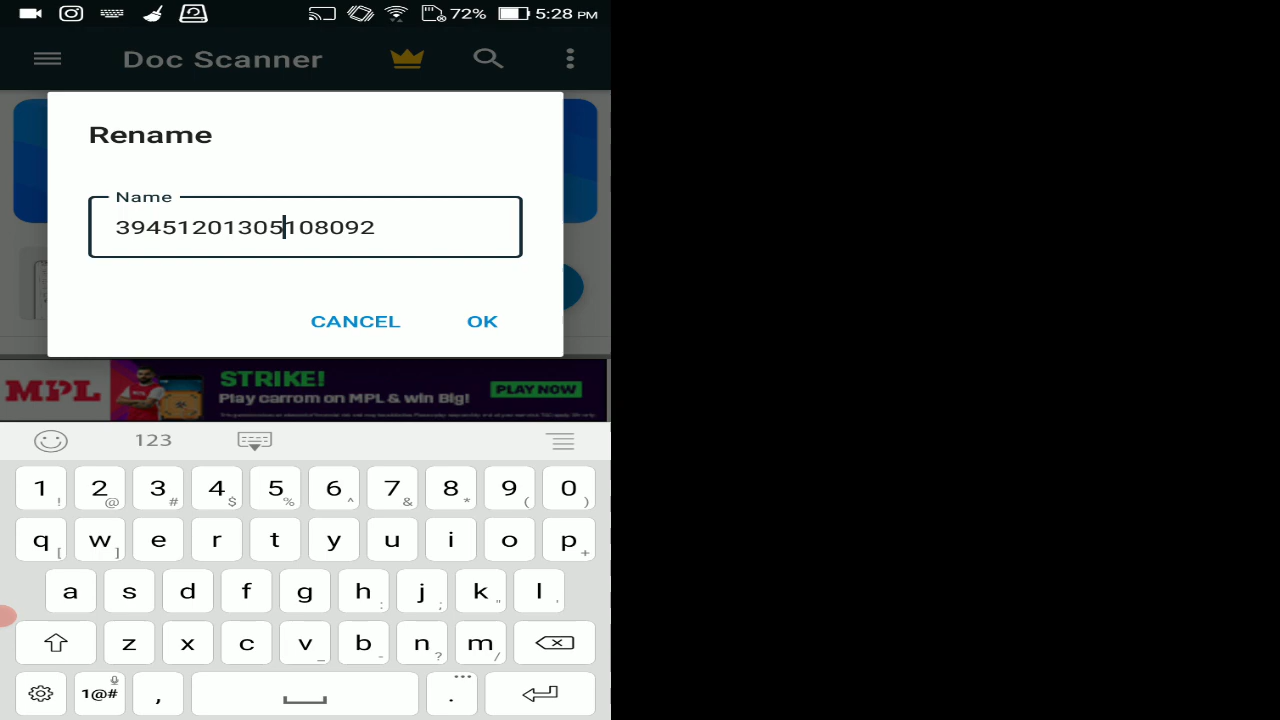 72% 5:28 PM
Doc Scanner
Rename
Name
39451201305108092
CANCEL OK
MPL
STRIKE!
Play carrom on MPL & win Big!
PLAY NOW
123
1 ! 2 @ 3 # 4 $ 5 % 6 ^ 7 & 8 * 9 ( 0 )
q [ w ] e r t y u i o p +
a s d f g h : j ; k " l '
z x c v _ b - n ? m /
1@# , . •••